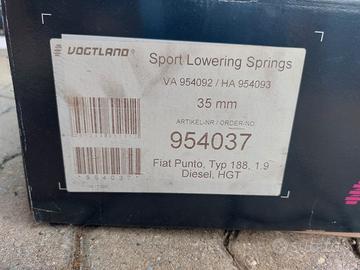 VOGTLAND®
Sport Lowering Springs
VA 954092 / HA 954093
35 mm
ARTIKEL-NR / ORDER-NO.
954037
Fiat Punto, Typ 188, 1.9
Diesel, HGT
*954037*